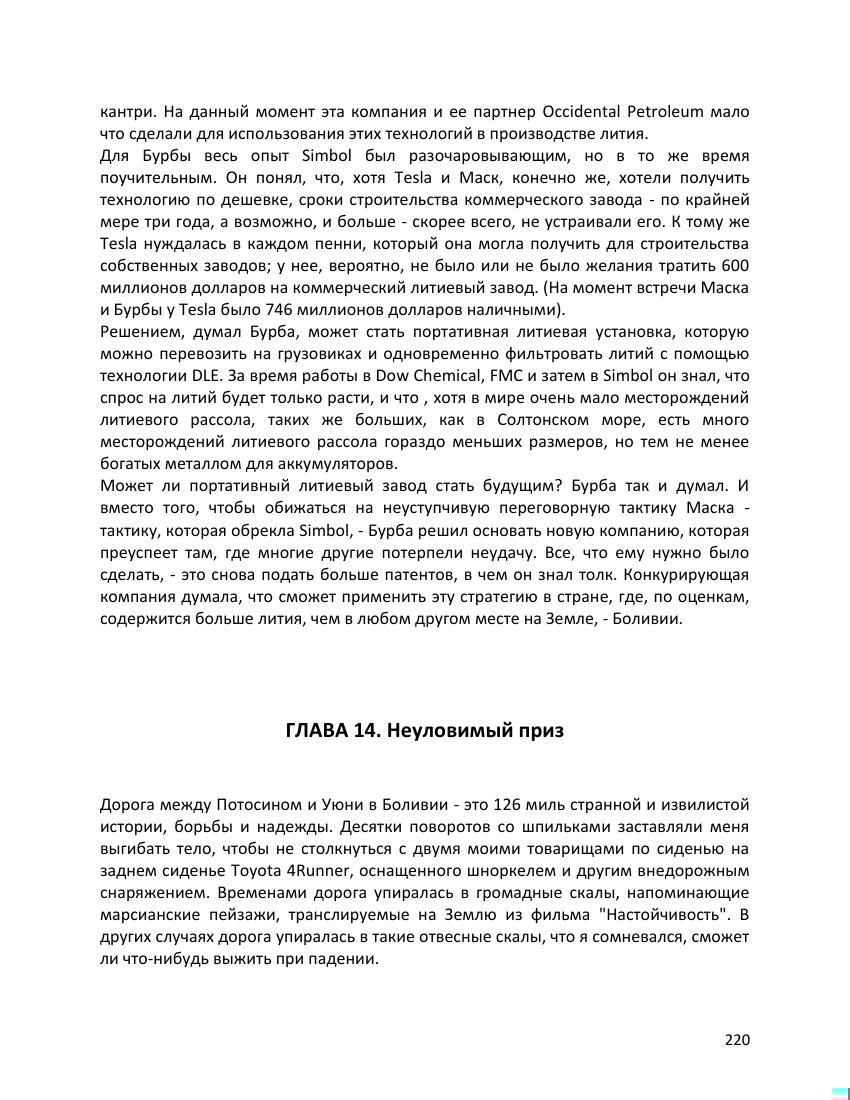 кантри. На данный момент эта компания и ее партнер Occidental Petroleum мало
что сделали для использования этих технологий в производстве лития.
Для Бурбы весь опыт Simbol был разочаровывающим, но в то же время
поучительным. Он понял, что, хотя Tesla и Маск, конечно же, хотели получить
технологию по дешевке, сроки строительства коммерческого завода - по крайней
мере три года, а возможно, и больше - скорее всего, не устраивали его. К тому же
Tesla нуждалась в каждом пенни, который она могла получить для строительства
собственных заводов; у нее, вероятно, не было или не было желания тратить 600
миллионов долларов на коммерческий литиевый завод. (На момент встречи Маска
и Бурбы у Tesla было 746 миллионов долларов наличными).
Решением, думал Бурба, может стать портативная литиевая установка, которую
можно перевозить на грузовиках и одновременно фильтровать литий с помощью
технологии DLE. За время работы в Dow Chemical, FMC и затем в Simbol он знал, что
спрос на литий будет только расти, и что , хотя в мире очень мало месторождений
литиевого рассола, таких же больших, как в Солтонском море, есть много
месторождений литиевого рассола гораздо меньших размеров, но тем не менее
богатых металлом для аккумуляторов.
Может ли портативный литиевый завод стать будущим? Бурба так и думал. И
вместо того, чтобы обижаться на неуступчивую переговорную тактику Маска -
тактику, которая обрекла Simbol, - Бурба решил основать новую компанию, которая
преуспеет там, где многие другие потерпели неудачу. Все, что ему нужно было
сделать, - это снова подать больше патентов, в чем он знал толк. Конкурирующая
компания думала, что сможет применить эту стратегию в стране, где, по оценкам,
содержится больше лития, чем в любом другом месте на Земле, - Боливии.
ГЛАВА 14. Неуловимый приз
Дорога между Потосином и Уюни в Боливии - это 126 миль странной и извилистой
истории, борьбы и надежды. Десятки поворотов со шпильками заставляли меня
выгибать тело, чтобы не столкнуться с двумя моими товарищами по сиденью на
заднем сиденье Toyota 4Runner, оснащенного шноркелем и другим внедорожным
снаряжением. Временами дорога упиралась в громадные скалы, напоминающие
марсианские пейзажи, транслируемые на Землю из фильма "Настойчивость". В
других случаях дорога упиралась в такие отвесные скалы, что я сомневался, сможет
ли что-нибудь выжить при падении.
220